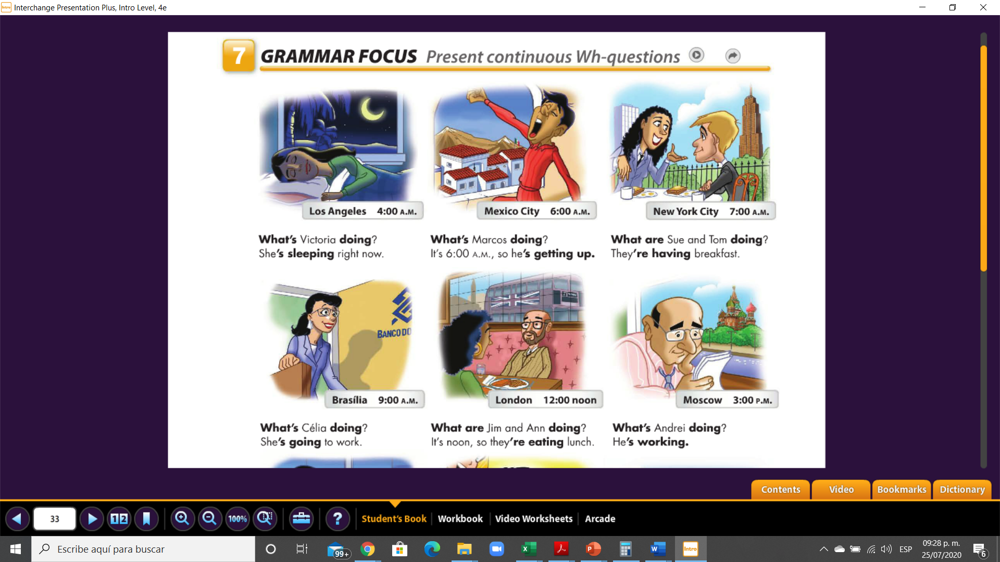 Interchange Presentation Plus, Intro Level, 4e
7 GRAMMAR FOCUS Present continuous Wh-questions
Los Angeles 4:00 A.M.
Mexico City 6:00 A.M.
New York City 7:00 A.M.
What's Victoria doing?
She's sleeping right now.
What's Marcos doing?
It's 6:00 A.M., so he's getting up.
What are Sue and Tom doing?
They're having breakfast.
BANCO DO
Brasília 9:00 A.M.
London 12:00 noon
Moscow 3:00 P.M.
What's Célia doing?
She's going to work.
What are Jim and Ann doing?
It's noon, so they're eating lunch.
What's Andrei doing?
He's working.
Contents Video Bookmarks Dictionary
33 12 100% ? Student's Book Workbook Video Worksheets Arcade
Escribe aquí para buscar
99+
Intro
ESP
09:28 p. m.
25/07/2020
6